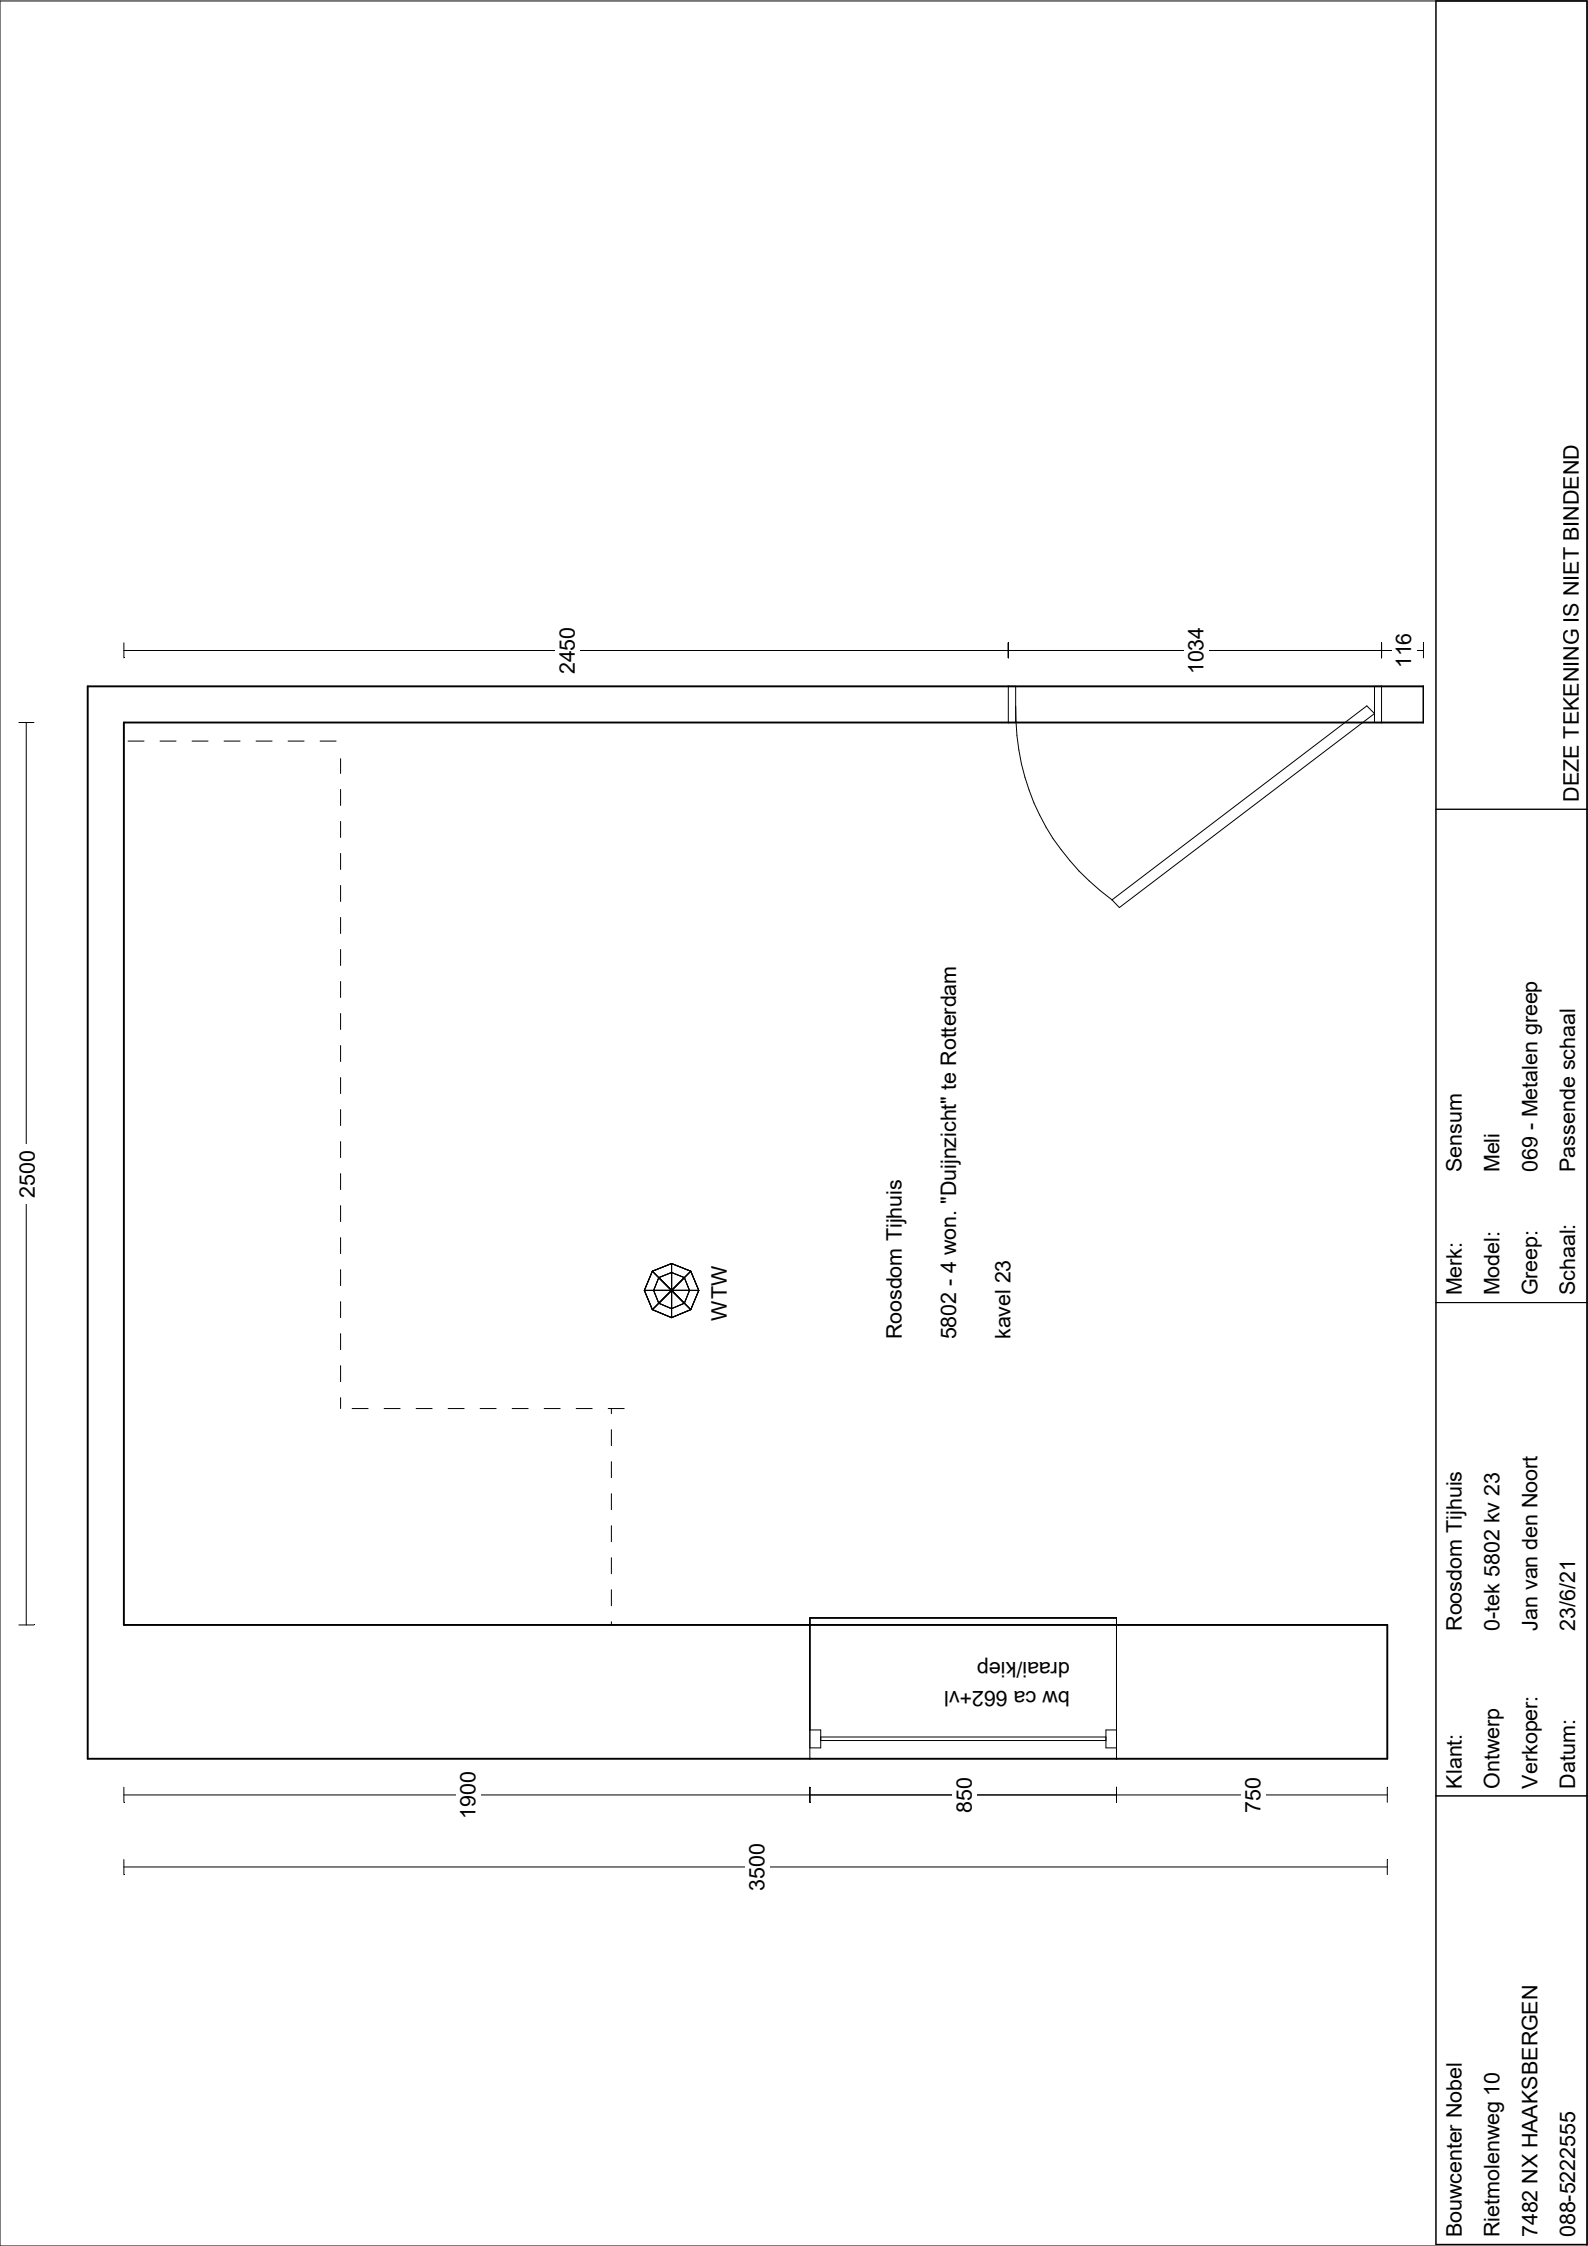 2500
2450
1034
116
WTW
Roosdom Tijhuis
5802 - 4 won. "Duijnzicht" te Rotterdam
kavel 23
bw ca 662+vl
draai/kiep
1900
850
750
3500
Bouwcenter Nobel
Rietmolenweg 10
7482 NX HAAKSBERGEN
088-5222555
Klant: Roosdom Tijhuis
Ontwerp 0-tek 5802 kv 23
Verkoper: Jan van den Noort
Datum: 23/6/21
Merk: Sensum
Model: Meli
Greep: 069 - Metalen greep
Schaal: Passende schaal
DEZE TEKENING IS NIET BINDEND